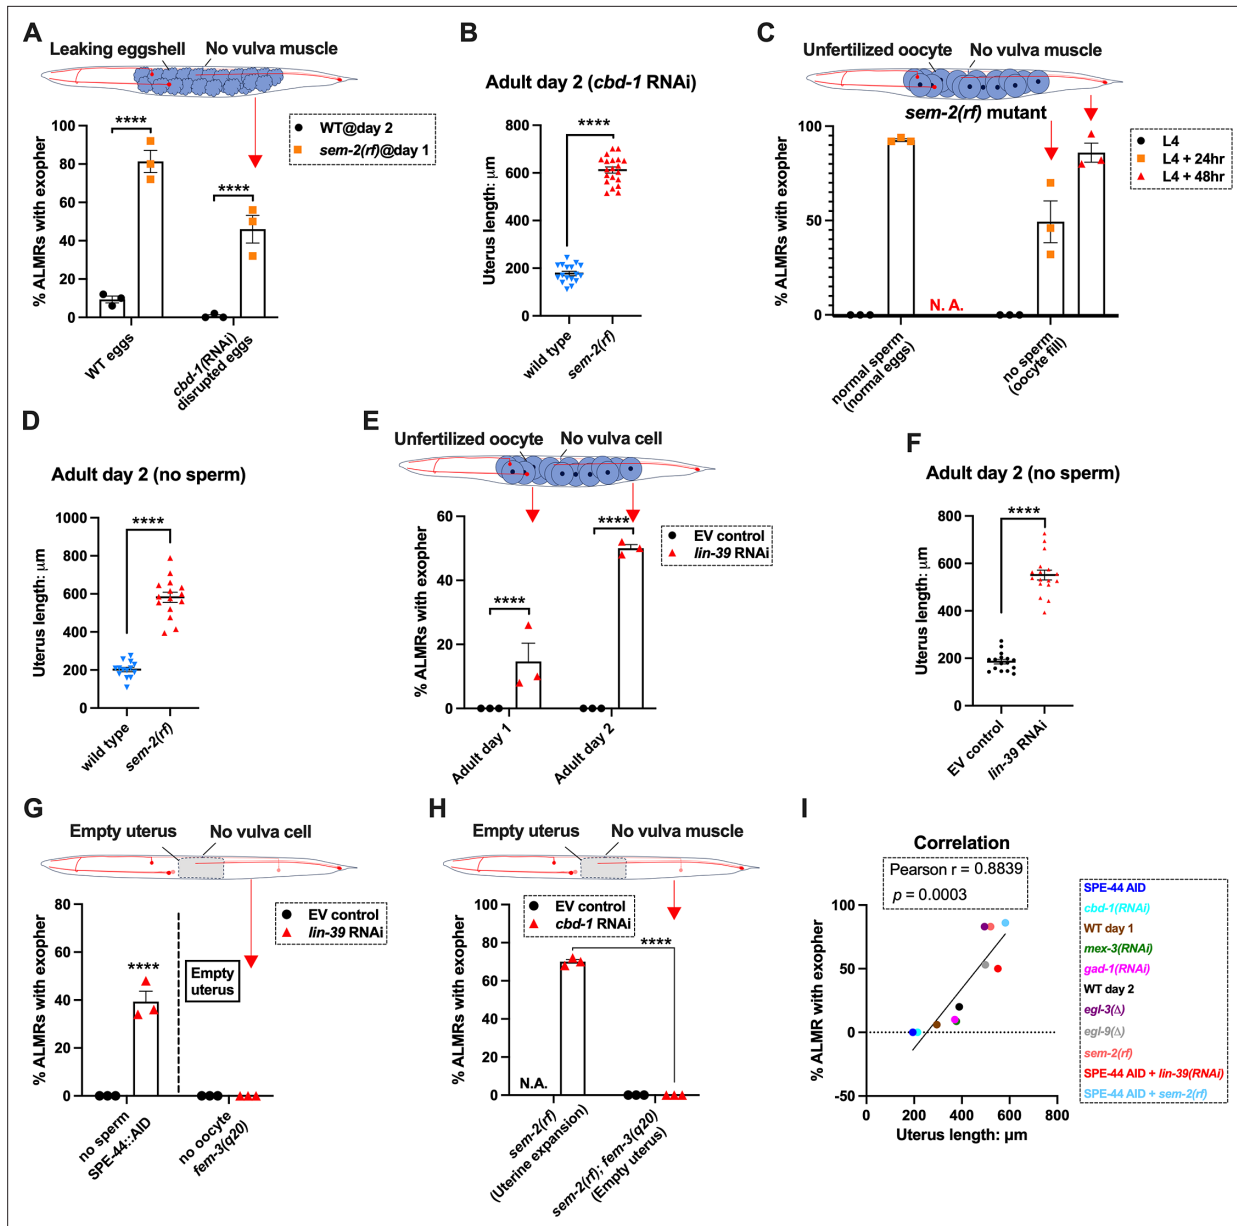 A
Leaking eggshell
No vulva muscle
% ALMRs with exopher
100
80
60
40
20
0
****
****
WT@day 2
sem-2(rf)@day 1
WT eggs
cbd-1(RNAi)
disrupted eggs
B
Adult day 2 (cbd-1 RNAi)
Uterus length: µm
800
600
400
200
0
****
wild type
sem-2(rf)
C
Unfertilized oocyte
No vulva muscle
sem-2(rf) mutant
% ALMRs with exopher
100
50
0
N. A.
L4
L4 + 24hr
L4 + 48hr
normal sperm
(normal eggs)
no sperm
(oocyte fill)
D
Adult day 2 (no sperm)
Uterus length: µm
1000
800
600
400
200
0
****
wild type
sem-2(rf)
E
Unfertilized oocyte
No vulva cell
% ALMRs with exopher
60
40
20
0
****
****
EV control
lin-39 RNAi
Adult day 1
Adult day 2
F
Adult day 2 (no sperm)
Uterus length: µm
800
600
400
200
0
****
EV control
lin-39 RNAi
G
Empty uterus
No vulva cell
% ALMRs with exopher
80
60
40
20
0
****
Empty
uterus
EV control
lin-39 RNAi
no sperm
SPE-44::AID
no oocyte
fem-3(q20)
H
Empty uterus
No vulva muscle
% ALMRs with exopher
100
80
60
40
20
0
EV control
cbd-1 RNAi
****
N.A.
sem-2(rf)
(Uterine expansion)
sem-2(rf); fem-3(q20)
(Empty uterus)
I
Correlation
Pearson r = 0.8839
p = 0.0003
% ALMR with exopher
100
50
0
-50
0
200
400
600
800
Uterus length: µm
SPE-44 AID
cbd-1(RNAi)
WT day 1
mex-3(RNAi)
gad-1(RNAi)
WT day 2
egl-3(Δ)
egl-9(Δ)
sem-2(rf)
SPE-44 AID + lin-39(RNAi)
SPE-44 AID + sem-2(rf)